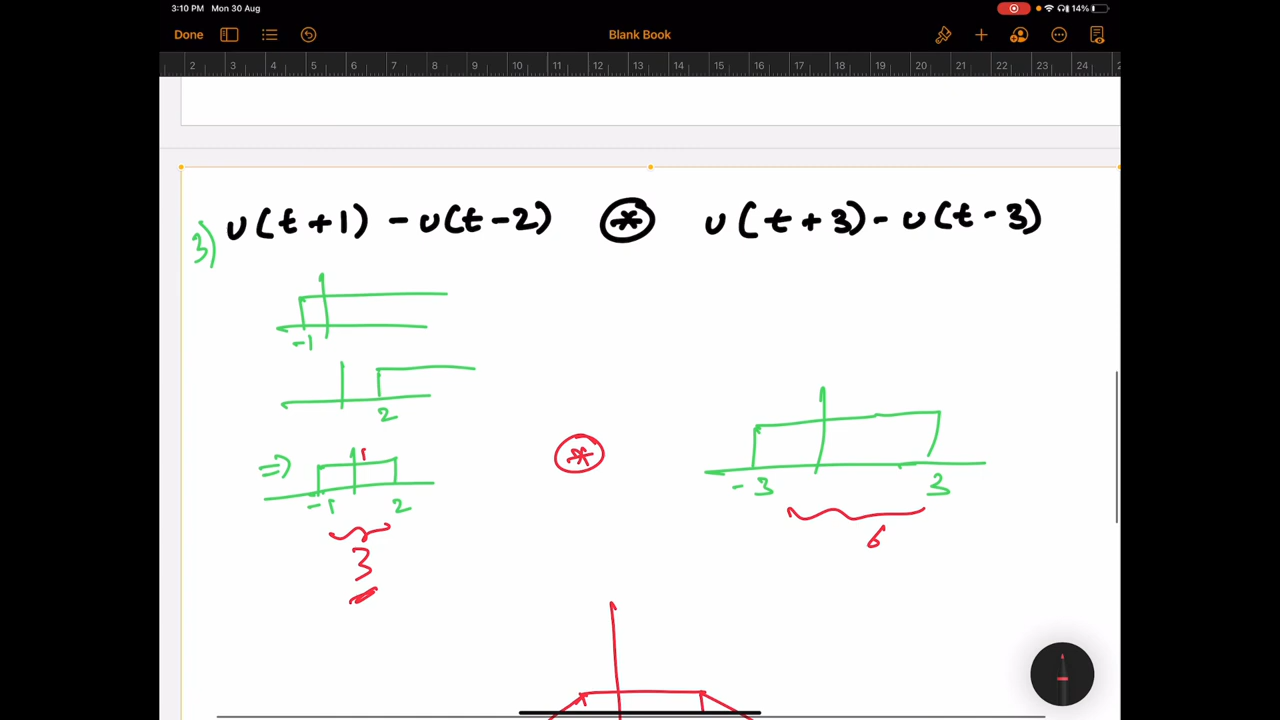 3:10 PM Mon 30 Aug 14%
Done Blank Book
2 3 4 5 6 7 8 9 10 11 12 13 14 15 16 17 18 19 20 21 22 23 24
3) u(t+1) - u(t-2) * u(t+3) - u(t-3)
-1
2
1
=> *
-1 2 -3 3
3 6